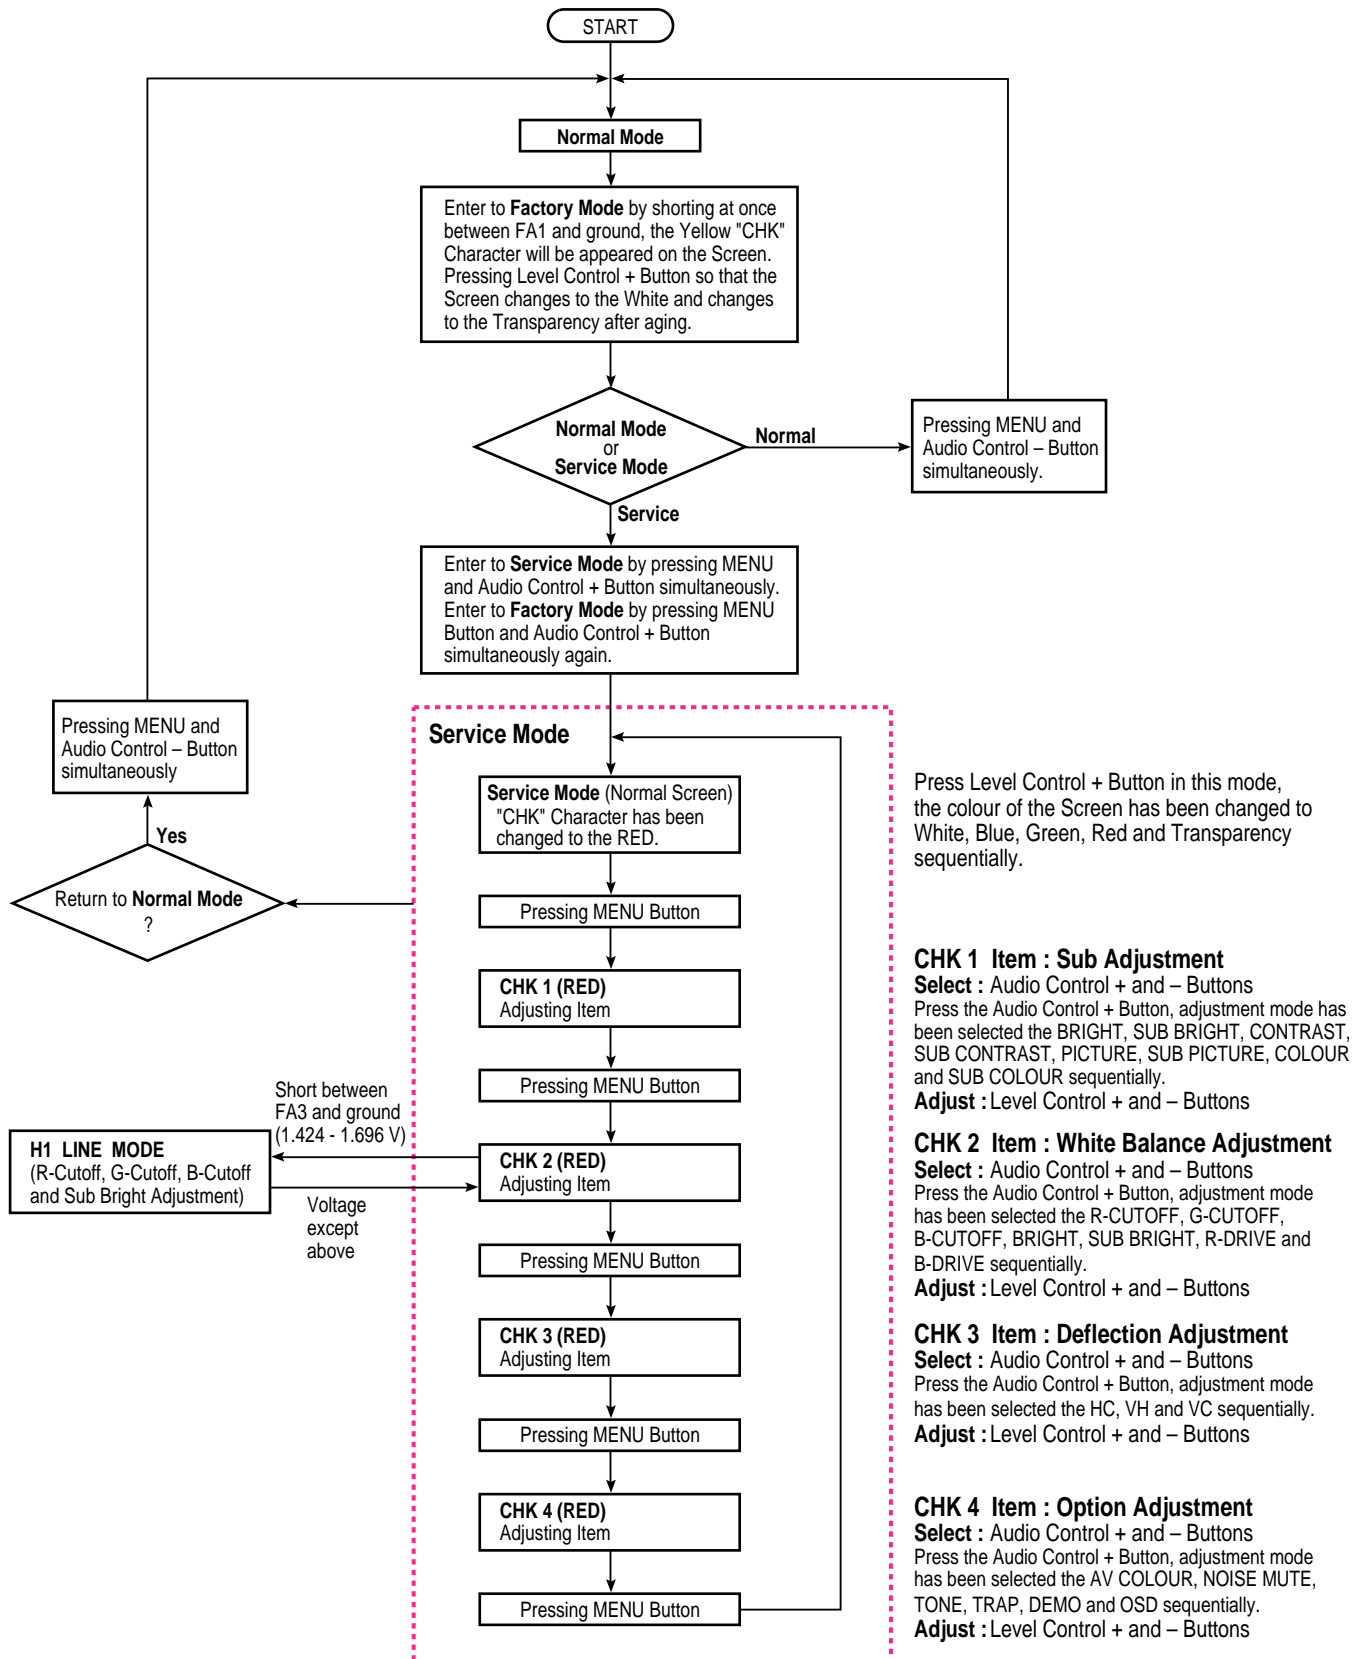 START
Normal Mode
Enter to Factory Mode by shorting at once
between FA1 and ground, the Yellow "CHK"
Character will be appeared on the Screen.
Pressing Level Control + Button so that the
Screen changes to the White and changes
to the Transparency after aging.
Normal Mode
or
Service Mode
Normal
Pressing MENU and
Audio Control – Button
simultaneously.
Service
Enter to Service Mode by pressing MENU
and Audio Control + Button simultaneously.
Enter to Factory Mode by pressing MENU
Button and Audio Control + Button
simultaneously again.
Pressing MENU and
Audio Control – Button
simultaneously
Yes
Return to Normal Mode
?
Service Mode
Service Mode (Normal Screen)
"CHK" Character has been
changed to the RED.
Pressing MENU Button
CHK 1 (RED)
Adjusting Item
Pressing MENU Button
Short between
FA3 and ground
(1.424 - 1.696 V)
H1 LINE MODE
(R-Cutoff, G-Cutoff, B-Cutoff
and Sub Bright Adjustment)
Voltage
except
above
CHK 2 (RED)
Adjusting Item
Pressing MENU Button
CHK 3 (RED)
Adjusting Item
Pressing MENU Button
CHK 4 (RED)
Adjusting Item
Pressing MENU Button
Press Level Control + Button in this mode,
the colour of the Screen has been changed to
White, Blue, Green, Red and Transparency
sequentially.
CHK 1 Item : Sub Adjustment
Select : Audio Control + and – Buttons
Press the Audio Control + Button, adjustment mode has
been selected the BRIGHT, SUB BRIGHT, CONTRAST,
SUB CONTRAST, PICTURE, SUB PICTURE, COLOUR
and SUB COLOUR sequentially.
Adjust : Level Control + and – Buttons
CHK 2 Item : White Balance Adjustment
Select : Audio Control + and – Buttons
Press the Audio Control + Button, adjustment mode
has been selected the R-CUTOFF, G-CUTOFF,
B-CUTOFF, BRIGHT, SUB BRIGHT, R-DRIVE and
B-DRIVE sequentially.
Adjust : Level Control + and – Buttons
CHK 3 Item : Deflection Adjustment
Select : Audio Control + and – Buttons
Press the Audio Control + Button, adjustment mode
has been selected the HC, VH and VC sequentially.
Adjust : Level Control + and – Buttons
CHK 4 Item : Option Adjustment
Select : Audio Control + and – Buttons
Press the Audio Control + Button, adjustment mode
has been selected the AV COLOUR, NOISE MUTE,
TONE, TRAP, DEMO and OSD sequentially.
Adjust : Level Control + and – Buttons